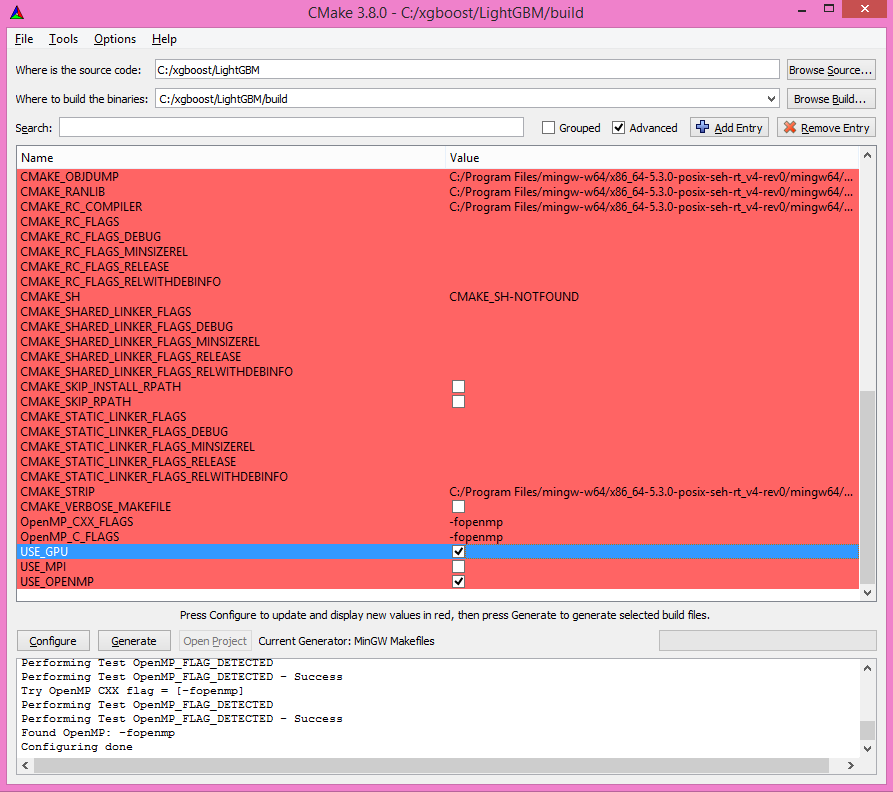 CMake 3.8.0 - C:/xgboost/LightGBM/build
File Tools Options Help
Where is the source code: C:/xgboost/LightGBM Browse Source...
Where to build the binaries: C:/xgboost/LightGBM/build Browse Build...
Search: Grouped Advanced Add Entry Remove Entry
Name Value
CMAKE_OBJDUMP C:/Program Files/mingw-w64/x86_64-5.3.0-posix-seh-rt_v4-rev0/mingw64/...
CMAKE_RANLIB C:/Program Files/mingw-w64/x86_64-5.3.0-posix-seh-rt_v4-rev0/mingw64/...
CMAKE_RC_COMPILER C:/Program Files/mingw-w64/x86_64-5.3.0-posix-seh-rt_v4-rev0/mingw64/...
CMAKE_RC_FLAGS
CMAKE_RC_FLAGS_DEBUG
CMAKE_RC_FLAGS_MINSIZEREL
CMAKE_RC_FLAGS_RELEASE
CMAKE_RC_FLAGS_RELWITHDEBINFO
CMAKE_SH CMAKE_SH-NOTFOUND
CMAKE_SHARED_LINKER_FLAGS
CMAKE_SHARED_LINKER_FLAGS_DEBUG
CMAKE_SHARED_LINKER_FLAGS_MINSIZEREL
CMAKE_SHARED_LINKER_FLAGS_RELEASE
CMAKE_SHARED_LINKER_FLAGS_RELWITHDEBINFO
CMAKE_SKIP_INSTALL_RPATH
CMAKE_SKIP_RPATH
CMAKE_STATIC_LINKER_FLAGS
CMAKE_STATIC_LINKER_FLAGS_DEBUG
CMAKE_STATIC_LINKER_FLAGS_MINSIZEREL
CMAKE_STATIC_LINKER_FLAGS_RELEASE
CMAKE_STATIC_LINKER_FLAGS_RELWITHDEBINFO
CMAKE_STRIP C:/Program Files/mingw-w64/x86_64-5.3.0-posix-seh-rt_v4-rev0/mingw64/...
CMAKE_VERBOSE_MAKEFILE
OpenMP_CXX_FLAGS -fopenmp
OpenMP_C_FLAGS -fopenmp
USE_GPU
USE_MPI
USE_OPENMP
Press Configure to update and display new values in red, then press Generate to generate selected build files.
Configure Generate Open Project Current Generator: MinGW Makefiles
Performing Test OpenMP_FLAG_DETECTED
Performing Test OpenMP_FLAG_DETECTED - Success
Try OpenMP CXX flag = [-fopenmp]
Performing Test OpenMP_FLAG_DETECTED
Performing Test OpenMP_FLAG_DETECTED - Success
Found OpenMP: -fopenmp
Configuring done